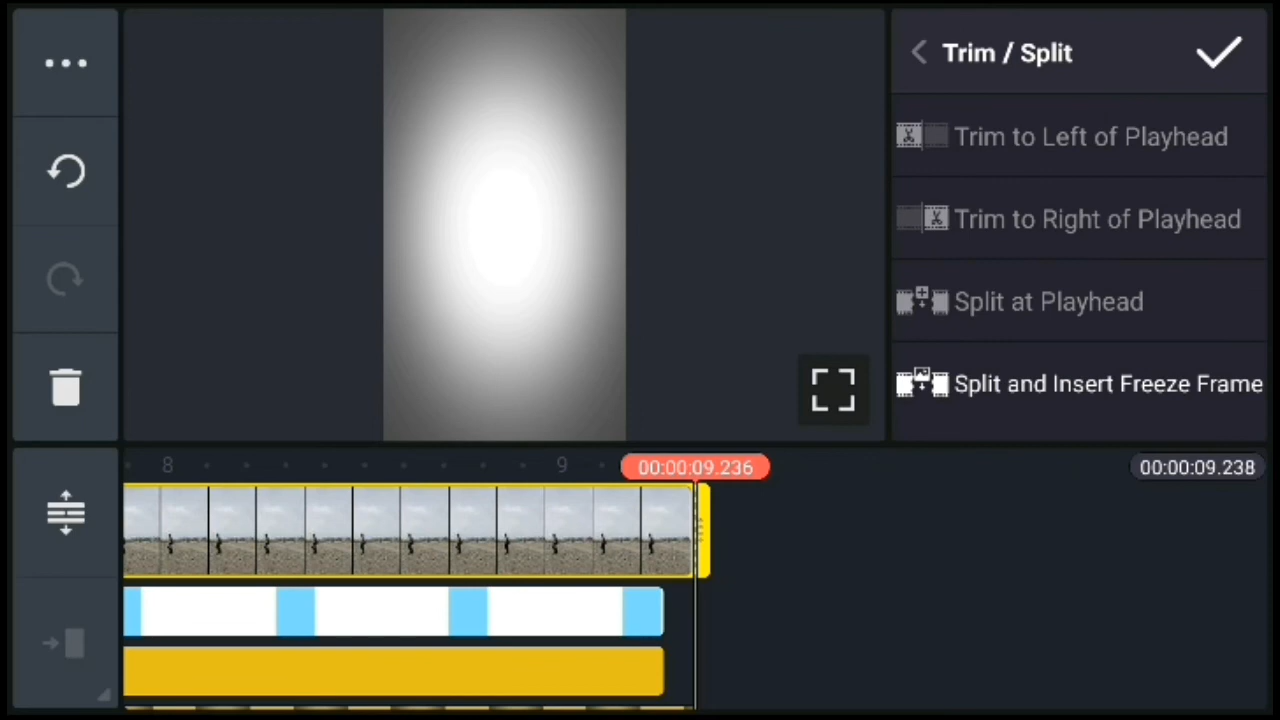 Trim / Split
Trim to Left of Playhead
Trim to Right of Playhead
Split at Playhead
Split and Insert Freeze Frame
8
9
00:00:09.236
00:00:09.238